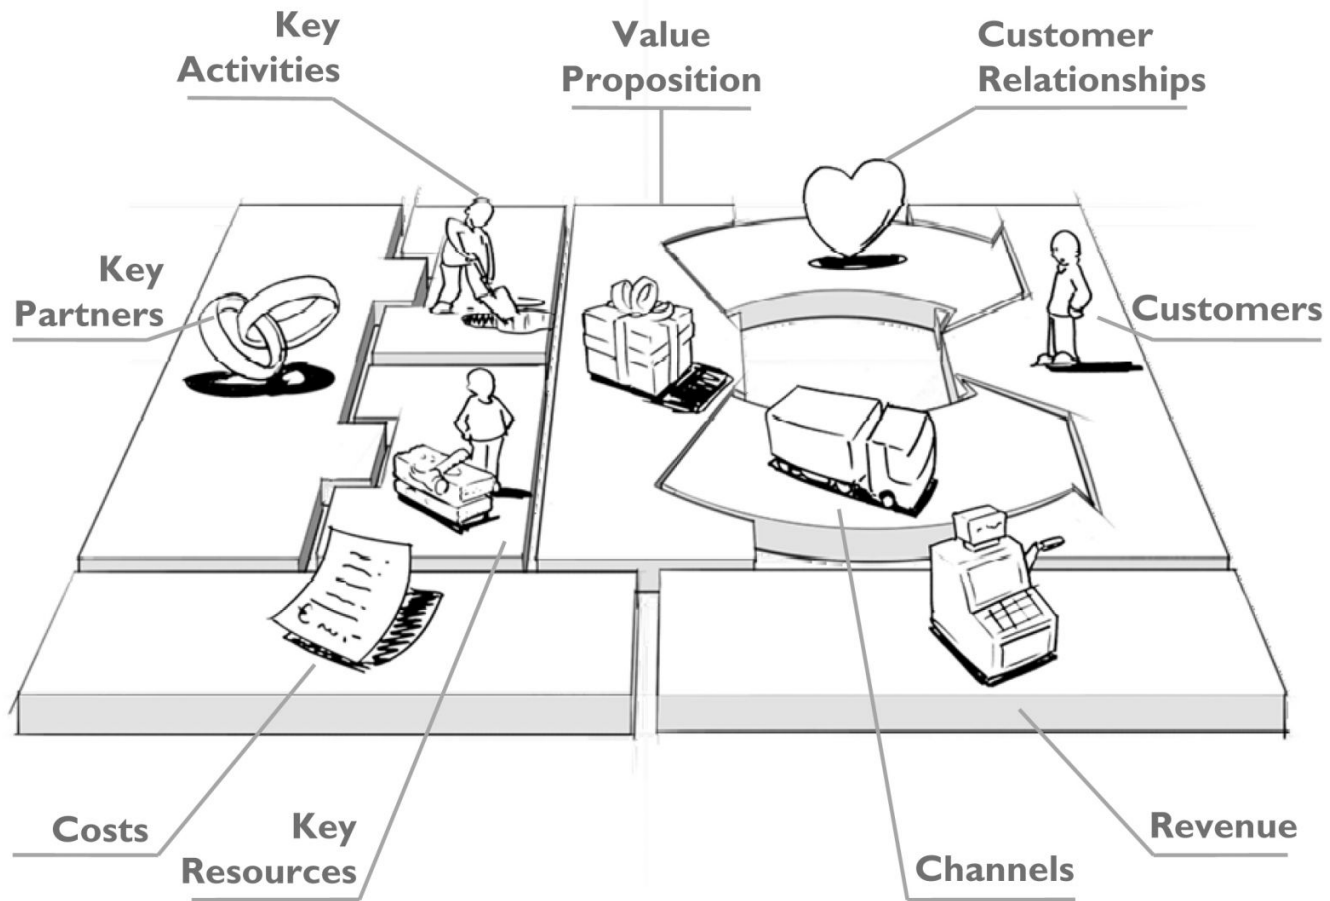 Key
Activities
Value
Proposition
Customer
Relationships
Key
Partners
Customers
Costs
Key
Resources
Channels
Revenue